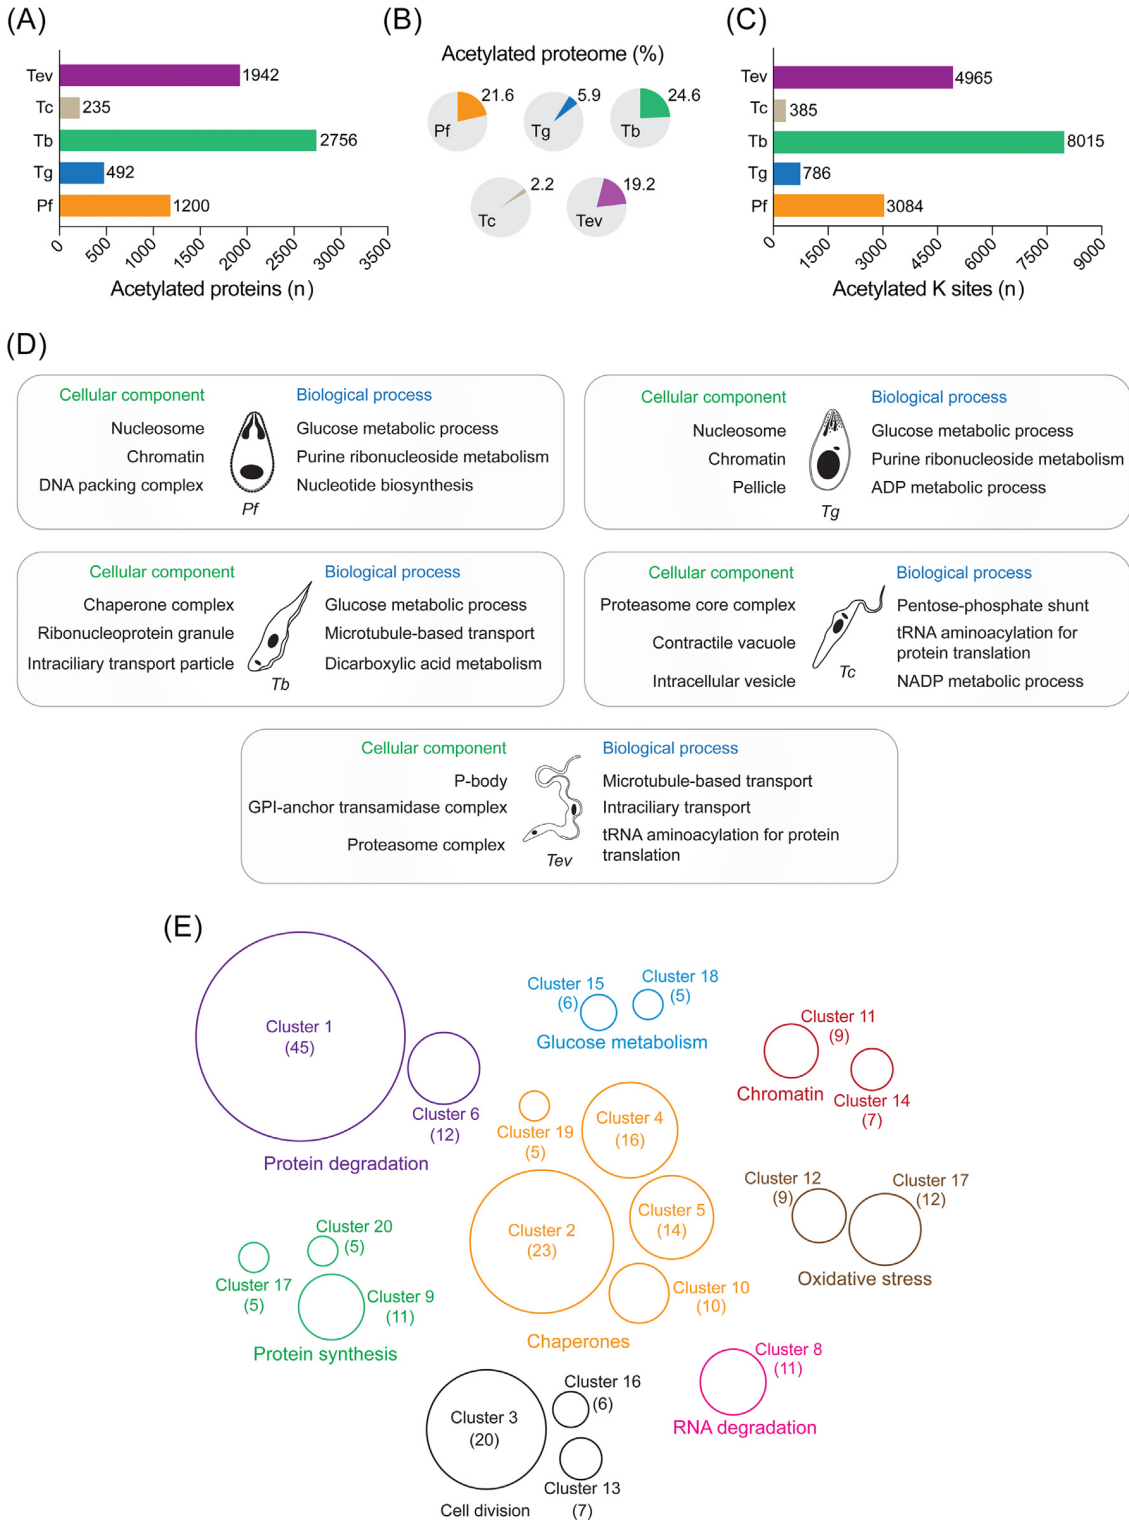 (A)
Tev
1942
Tc
235
Tb
2756
Tg
492
Pf
1200
0
500
1000
1500
2000
2500
3000
3500
Acetylated proteins (n)
(B)
Acetylated proteome (%)
21.6
Pf
5.9
Tg
24.6
Tb
2.2
Tc
19.2
Tev
(C)
Tev
4965
Tc
385
Tb
8015
Tg
786
Pf
3084
0
1500
3000
4500
6000
7500
9000
Acetylated K sites (n)
(D)
Cellular component
Nucleosome
Chromatin
DNA packing complex
Pf
Biological process
Glucose metabolic process
Purine ribonucleoside metabolism
Nucleotide biosynthesis
Cellular component
Nucleosome
Chromatin
Pellicle
Tg
Biological process
Glucose metabolic process
Purine ribonucleoside metabolism
ADP metabolic process
Cellular component
Chaperone complex
Ribonucleoprotein granule
Intraciliary transport particle
Tb
Biological process
Glucose metabolic process
Microtubule-based transport
Dicarboxylic acid metabolism
Cellular component
Proteasome core complex
Contractile vacuole
Intracellular vesicle
Tc
Biological process
Pentose-phosphate shunt
tRNA aminoacylation for
protein translation
NADP metabolic process
Cellular component
P-body
GPI-anchor transamidase complex
Proteasome complex
Tev
Biological process
Microtubule-based transport
Intraciliary transport
tRNA aminoacylation for protein
translation
(E)
Cluster 1
(45)
Cluster 6
(12)
Protein degradation
Cluster 15
(6)
Cluster 18
(5)
Glucose metabolism
Cluster 11
(9)
Chromatin
Cluster 14
(7)
Cluster 19
(5)
Cluster 4
(16)
Cluster 2
(23)
Cluster 5
(14)
Cluster 10
(10)
Chaperones
Cluster 12
(9)
Cluster 17
(12)
Oxidative stress
Cluster 20
(5)
Cluster 17
(5)
Cluster 9
(11)
Protein synthesis
Cluster 8
(11)
RNA degradation
Cluster 3
(20)
Cluster 16
(6)
Cluster 13
(7)
Cell division